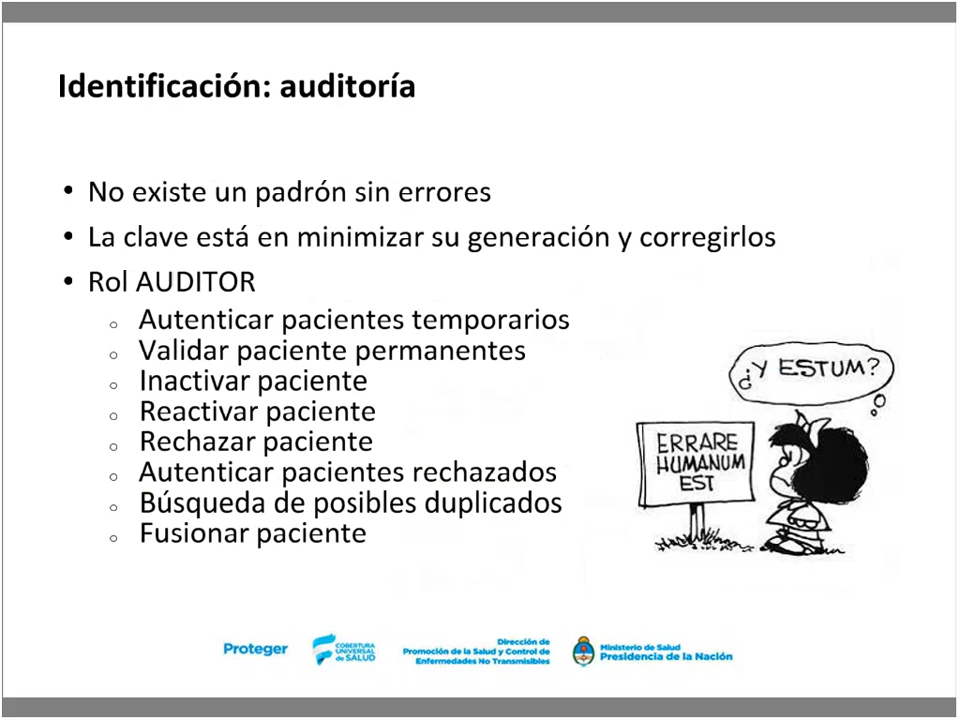 Identificación: auditoría
• No existe un padrón sin errores
• La clave está en minimizar su generación y corregirlos
• Rol AUDITOR
o Autenticar pacientes temporarios
o Validar paciente permanentes
o Inactivar paciente
o Reactivar paciente
o Rechazar paciente
o Autenticar pacientes rechazados
o Búsqueda de posibles duplicados
o Fusionar paciente
¿Y ESTUM?
ERRARE
HUMANUM
EST
Proteger
COBERTURA
UNIVERSAL
de SALUD
Dirección de
Promoción de la Salud y Control de
Enfermedades No Transmisibles
Ministerio de Salud
Presidencia de la Nación